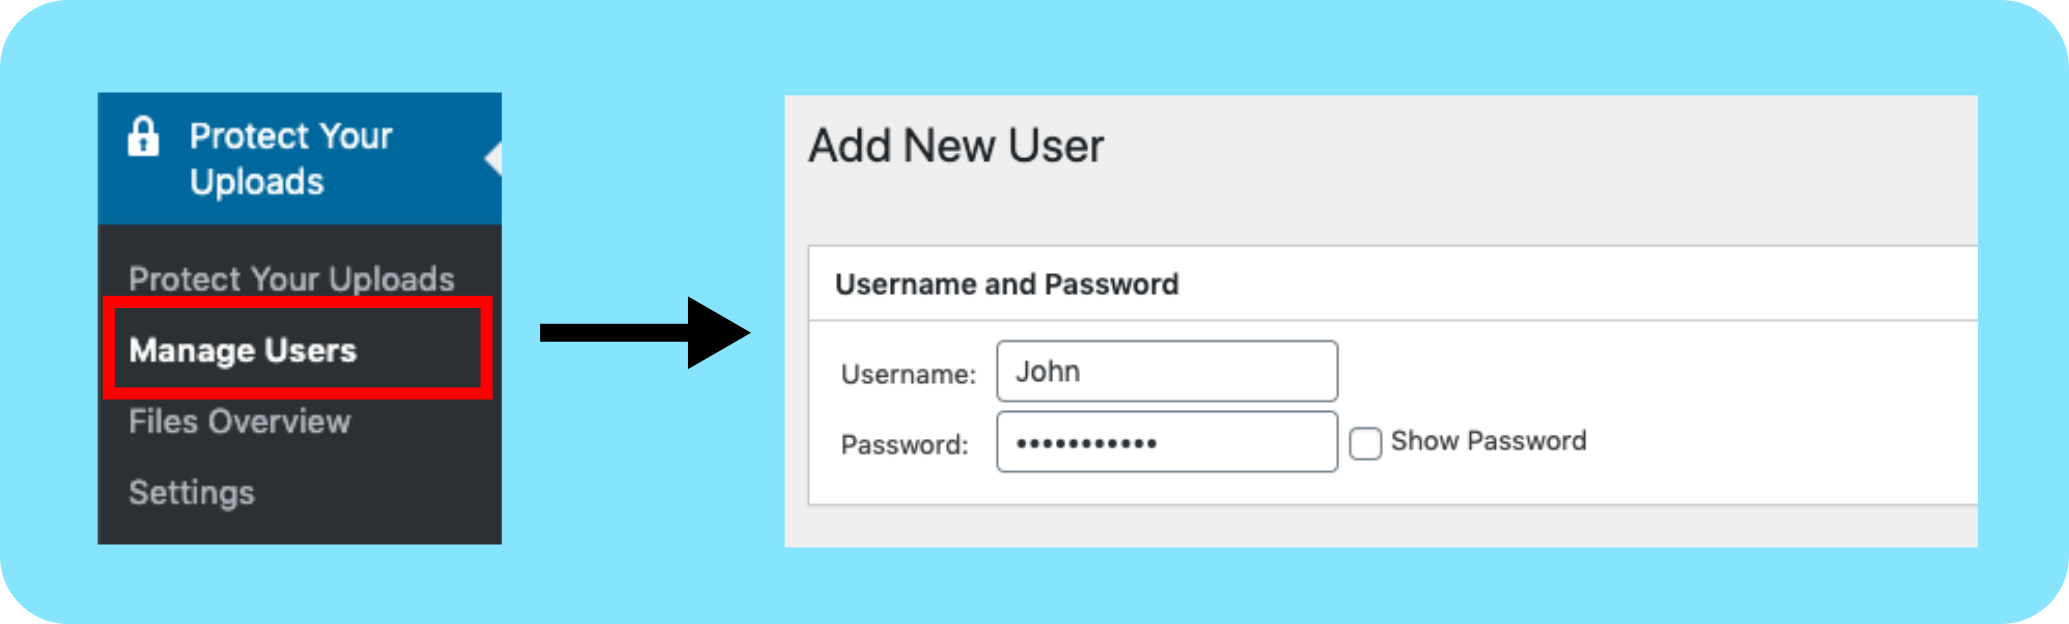 Protect Your
Uploads
Protect Your Uploads
Manage Users
Files Overview
Settings
Add New User
Username and Password
Username: John
Password: ••••••••••• Show Password